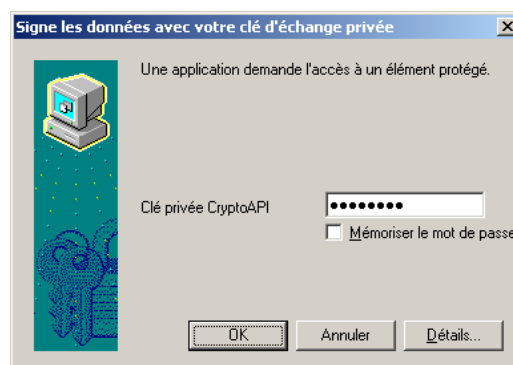 Signe les données avec votre clé d'échange privée
Une application demande l'accès à un élément protégé.
Clé privée CryptoAPI
Mémoriser le mot de passe
OK Annuler Détails...